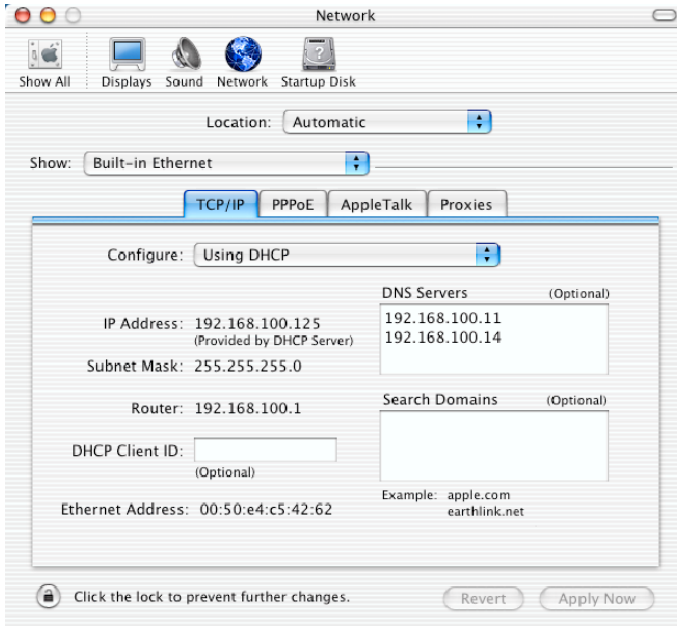 Network
Show All Displays Sound Network Startup Disk
Location: Automatic
Show: Built-in Ethernet
TCP/IP PPPoE AppleTalk Proxies
Configure: Using DHCP
DNS Servers (Optional)
IP Address: 192.168.100.125
(Provided by DHCP Server)
192.168.100.11
192.168.100.14
Subnet Mask: 255.255.255.0
Router: 192.168.100.1
Search Domains (Optional)
DHCP Client ID:
(Optional)
Example: apple.com
earthlink.net
Ethernet Address: 00:50:e4:c5:42:62
Click the lock to prevent further changes.
Revert Apply Now